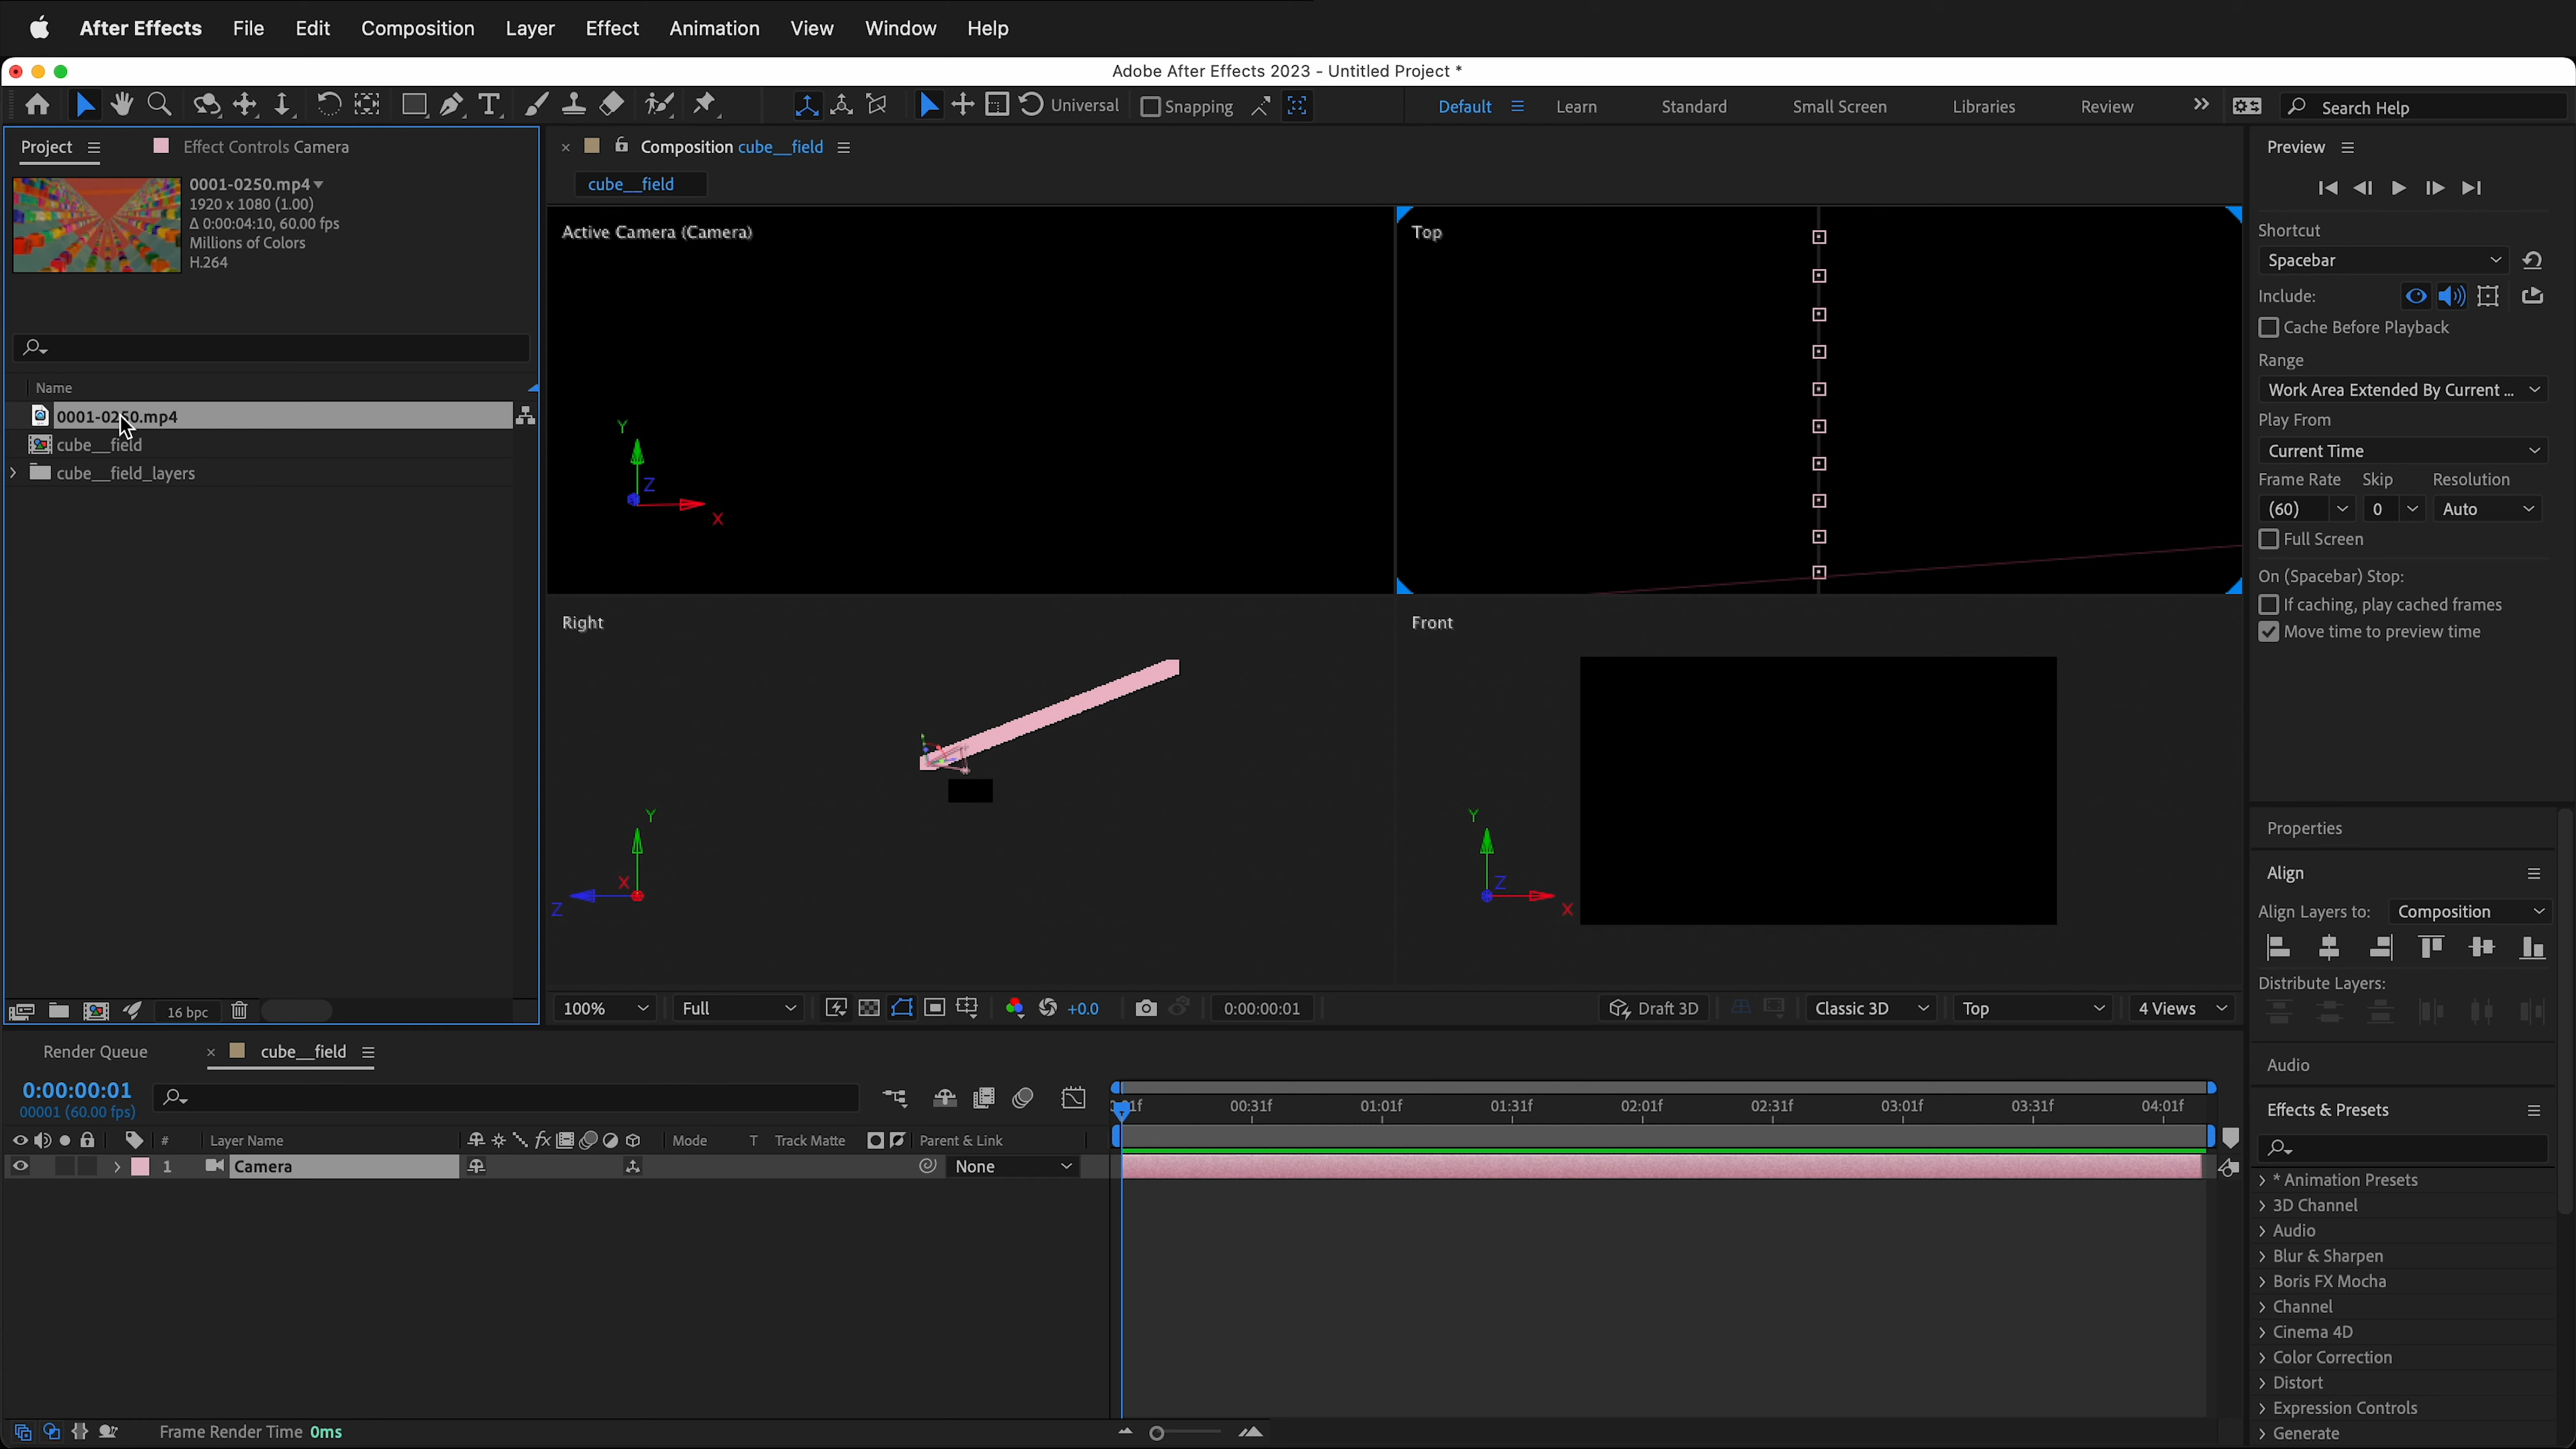 After Effects File Edit Composition Layer Effect Animation View Window Help
Adobe After Effects 2023 - Untitled Project *
Universal Snapping Default Learn Standard Small Screen Libraries Review Search Help
Project Effect Controls Camera
0001-0250.mp4
1920 x 1080 (1.00)
Δ 0:00:04:10, 60.00 fps
Millions of Colors
H.264
Name
0001-0250.mp4
cube__field
cube__field_layers
16 bpc
Composition cube__field
cube__field
Active Camera (Camera)
Y
Z
X
Top
Right
Y
X
Z
Front
Y
Z
X
100% Full +0.0 0:00:00:01 Draft 3D Classic 3D Top 4 Views
Preview
Shortcut
Spacebar
Include:
Cache Before Playback
Range
Work Area Extended By Current ...
Play From
Current Time
Frame Rate Skip Resolution
(60) 0 Auto
Full Screen
On (Spacebar) Stop:
If caching, play cached frames
Move time to preview time
Properties
Align
Align Layers to: Composition
Distribute Layers:
Audio
Effects & Presets
* Animation Presets
3D Channel
Audio
Blur & Sharpen
Boris FX Mocha
Channel
Cinema 4D
Color Correction
Distort
Expression Controls
Generate
Render Queue cube__field
0:00:00:01
00001 (60.00 fps)
00:31f 01:01f 01:31f 02:01f 02:31f 03:01f 03:31f 04:01f
# Layer Name fx Mode T Track Matte Parent & Link
1 Camera None
Frame Render Time 0ms